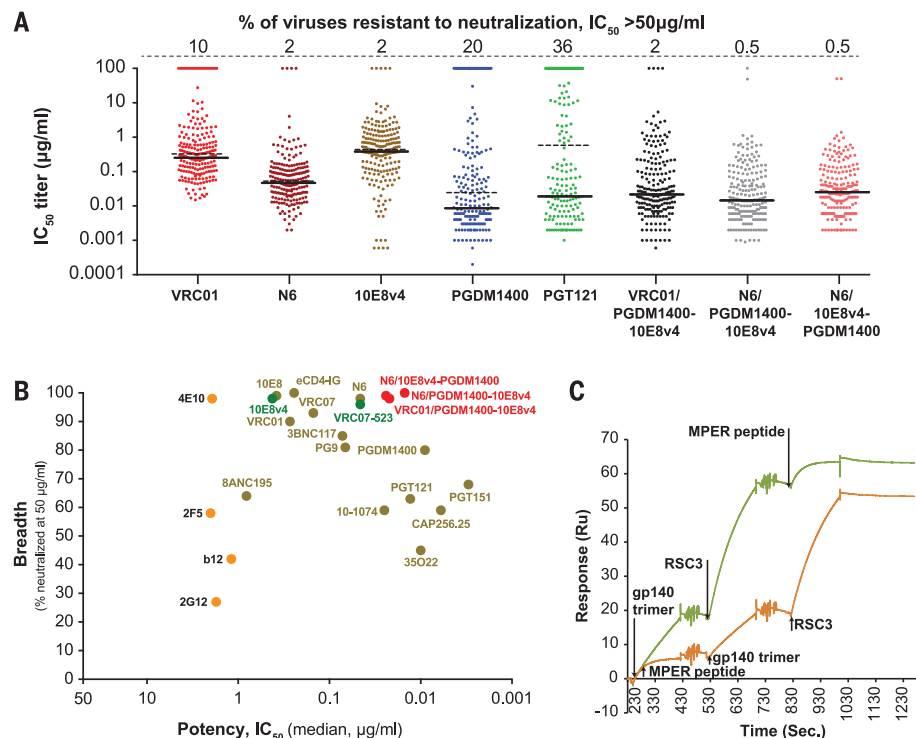 A
% of viruses resistant to neutralization, IC50 >50µg/ml
10 2 2 20 36 2 0.5 0.5
IC50 titer (µg/ml)
100
10
1
0.1
0.01
0.001
0.0001
VRC01 N6 10E8v4 PGDM1400 PGT121 VRC01/ N6/ N6/
PGDM1400- PGDM1400- 10E8v4-
10E8v4 10E8v4 PGDM1400
B
Breadth
(% neutralized at 50 µg/ml)
100
90
80
70
60
50
40
30
20
10
0
4E10
10E8
eCD4-IG
N6
N6/10E8v4-PGDM1400
N6/PGDM1400-10E8v4
VRC01/PGDM1400-10E8v4
10E8v4
VRC07
VRC07-523
VRC01
3BNC117
PG9
PGDM1400
8ANC195
PGT121
PGT151
2F5
10-1074
CAP256.25
b12
35O22
2G12
50 10 1 0.1 0.01 0.001
Potency, IC50 (median, µg/ml)
C
Response (Ru)
70
60
50
40
30
20
10
0
-10
MPER peptide
RSC3
gp140
trimer
RSC3
gp140 trimer
MPER peptide
230 330 430 530 630 730 830 930 1030 1130 1230
Time (Sec.)